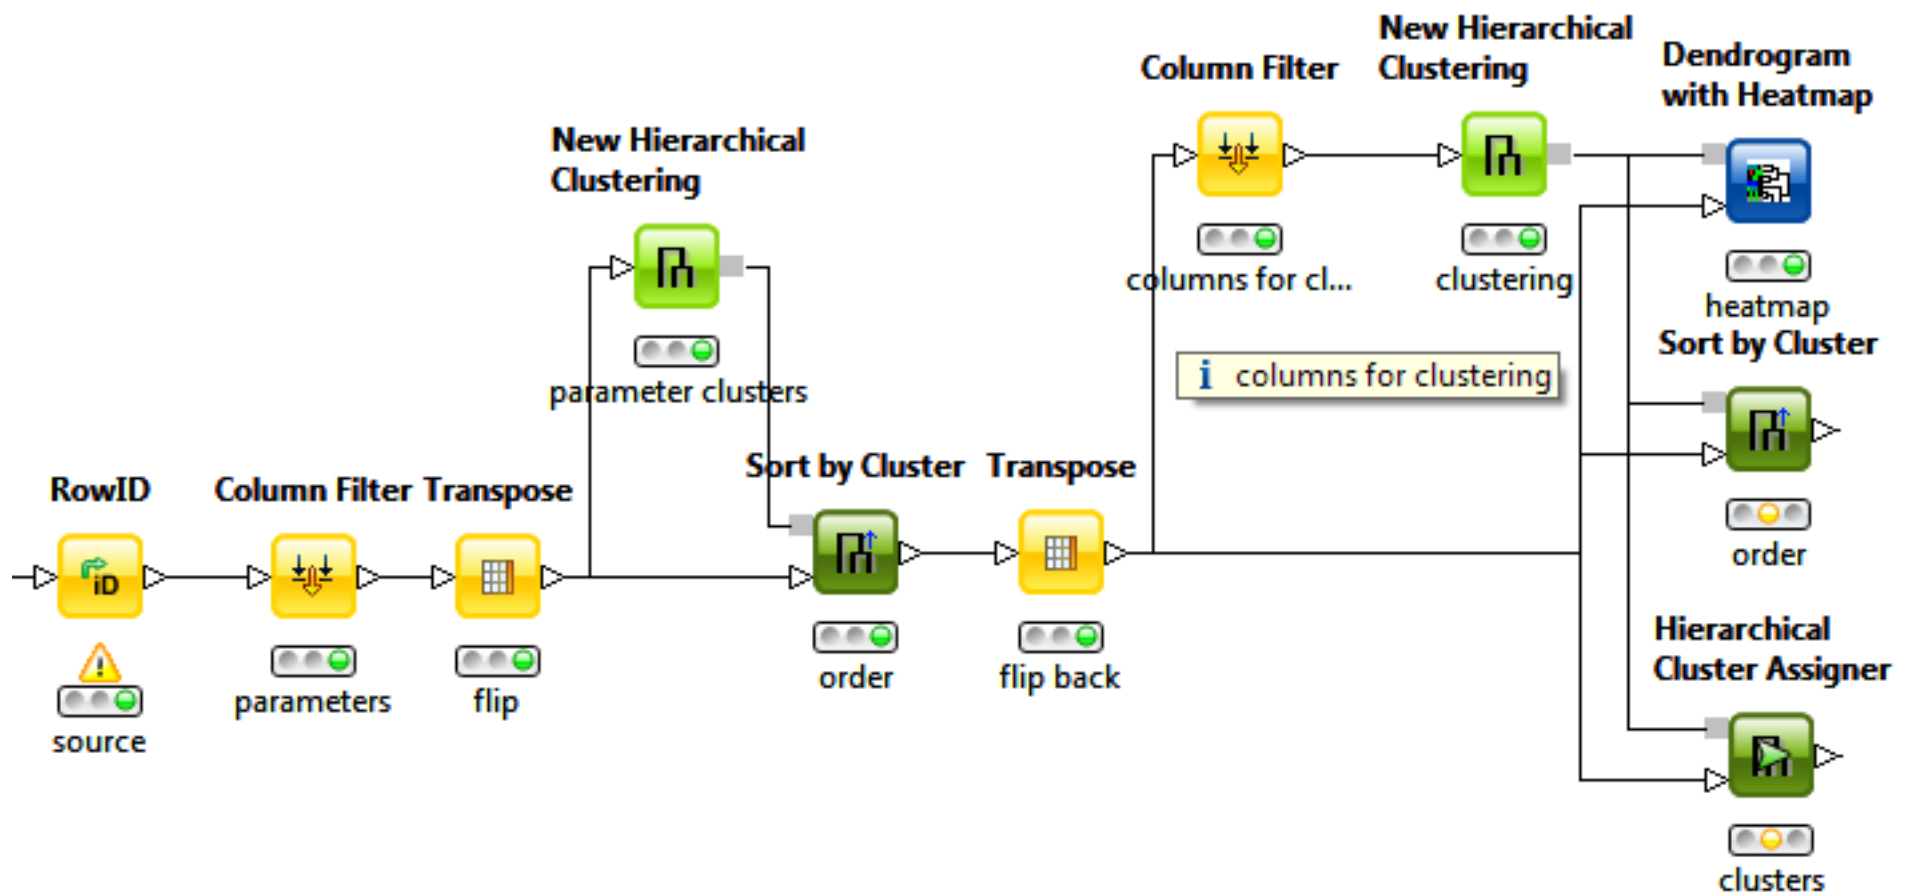 New Hierarchical
Clustering
Column Filter
Dendrogram
with Heatmap
New Hierarchical
Clustering
columns for cl...
clustering
heatmap
parameter clusters
i columns for clustering
Sort by Cluster
RowID
Column Filter
Transpose
Sort by Cluster
Transpose
iD
source
parameters
flip
order
flip back
order
Hierarchical
Cluster Assigner
clusters